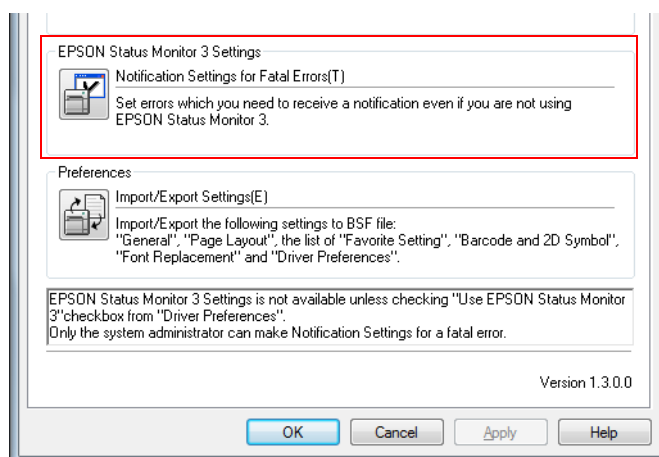 EPSON Status Monitor 3 Settings
Notification Settings for Fatal Errors(T)
Set errors which you need to receive a notification even if you are not using
EPSON Status Monitor 3.
Preferences
Import/Export Settings(E)
Import/Export the following settings to BSF file:
"General", "Page Layout", the list of "Favorite Setting", "Barcode and 2D Symbol",
"Font Replacement" and "Driver Preferences".
EPSON Status Monitor 3 Settings is not available unless checking "Use EPSON Status Monitor
3"checkbox from "Driver Preferences".
Only the system administrator can make Notification Settings for a fatal error.
Version 1.3.0.0
OK Cancel Apply Help